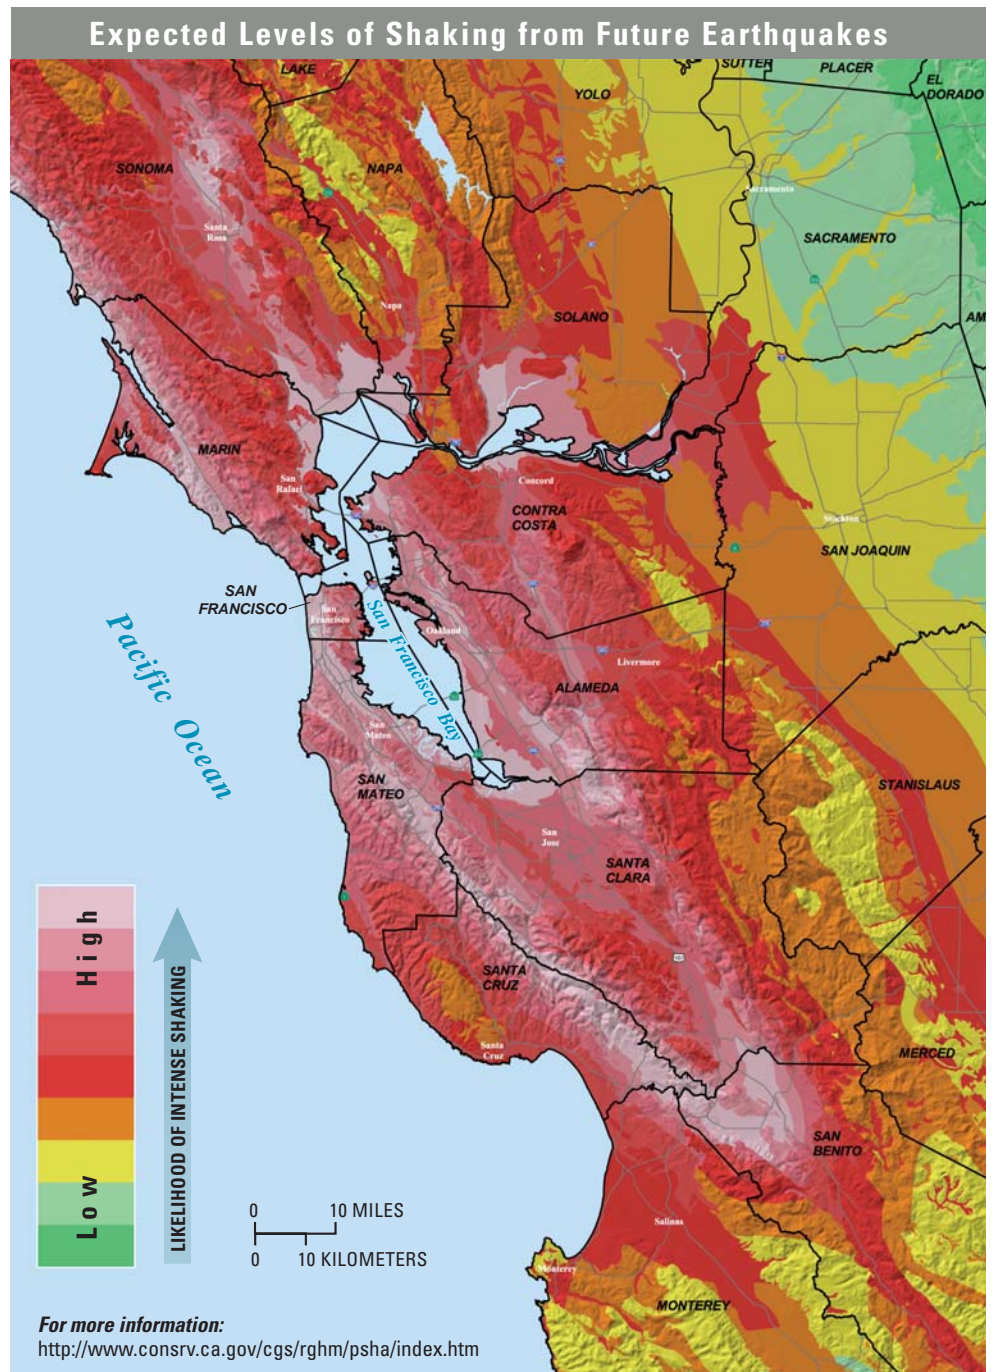 Expected Levels of Shaking from Future Earthquakes
LAKE
SUTTER
PLACER
EL
DORADO
YOLO
SONOMA
NAPA
Sacramento
Santa
Rosa
SACRAMENTO
Napa
SOLANO
AM
MARIN
San
Rafael
Concord
CONTRA
COSTA
Stockton
SAN JOAQUIN
SAN
FRANCISCO
San
Francisco
Oakland
San Francisco Bay
Livermore
ALAMEDA
Pacific Ocean
San
Mateo
SAN
MATEO
STANISLAUS
San
Jose
SANTA
CLARA
SANTA
CRUZ
Santa
Cruz
MERCED
SAN
BENITO
Salinas
Monterey
MONTEREY
High
Low
LIKELIHOOD OF INTENSE SHAKING
0 10 MILES
0 10 KILOMETERS
For more information:
http://www.consrv.ca.gov/cgs/rghm/psha/index.htm